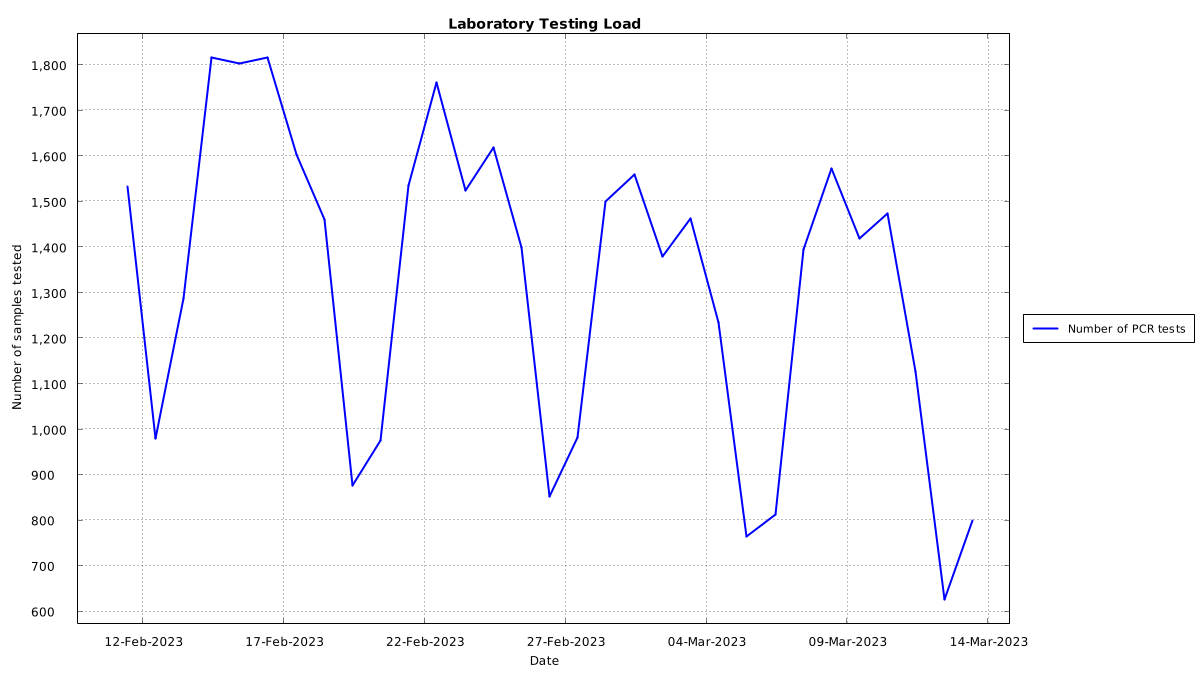 Laboratory Testing Load
Number of samples tested
1,800
1,700
1,600
1,500
1,400
1,300
1,200
1,100
1,000
900
800
700
600
12-Feb-2023 17-Feb-2023 22-Feb-2023 27-Feb-2023 04-Mar-2023 09-Mar-2023 14-Mar-2023
Date
Number of PCR tests